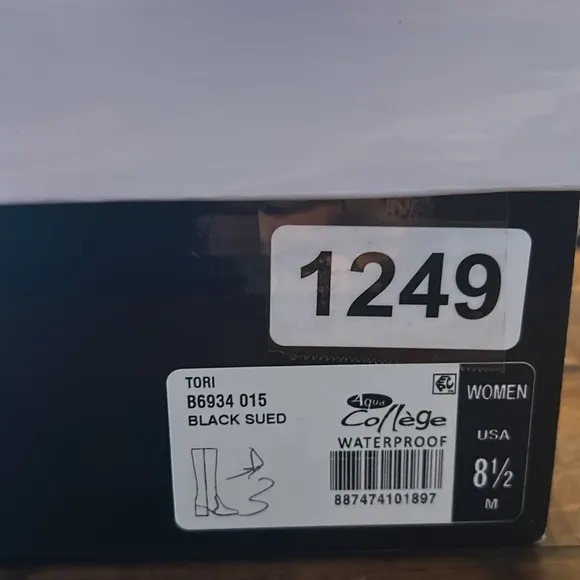 1249
TORI
B6934 015
BLACK SUED
Aqua
Collège
WATERPROOF
887474101897
WOMEN
USA
8½
M